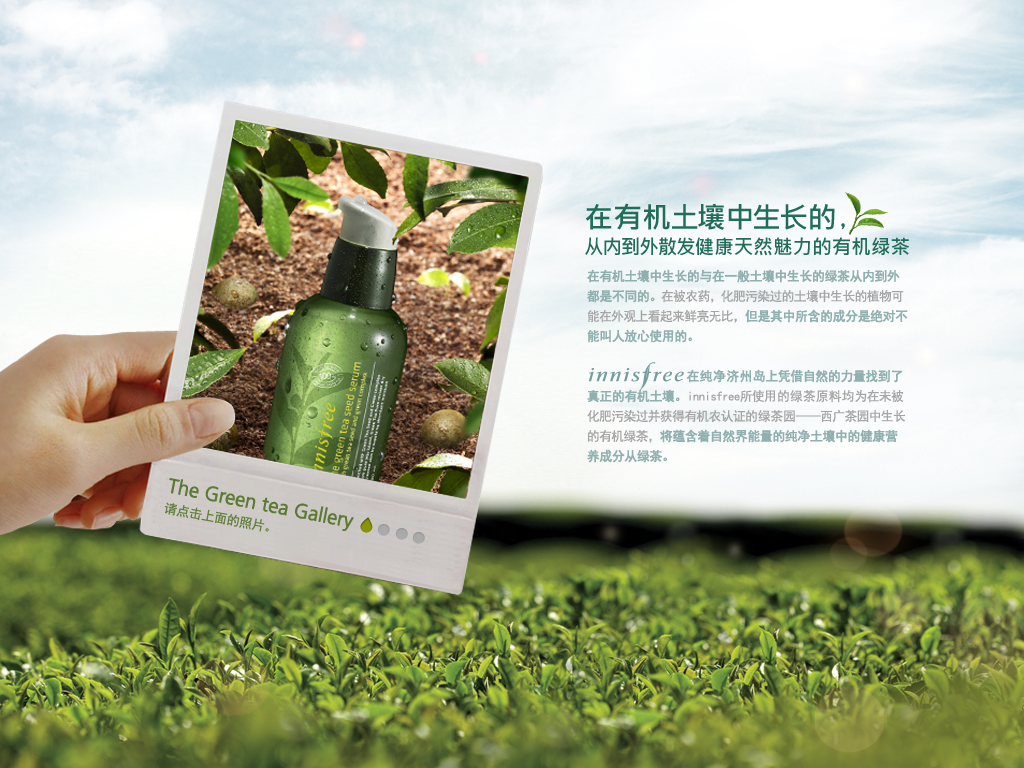 在有机土壤中生长的,
从内到外散发健康天然魅力的有机绿茶
在有机土壤中生长的与在一般土壤中生长的绿茶从内到外
都是不同的。在被农药，化肥污染过的土壤中生长的植物可
能在外观上看起来鲜亮无比，但是其中所含的成分是绝对不
能叫人放心使用的。
innisfree在纯净济州岛上凭借自然的力量找到了
真正的有机土壤。innisfree所使用的绿茶原料均为在未被
化肥污染过并获得有机农认证的绿茶园——西广茶园中生长
的有机绿茶，将蕴含着自然界能量的纯净土壤中的健康营
养成分从绿茶。
innisfree
green tea seed serum
The Green tea Gallery
请点击上面的照片。